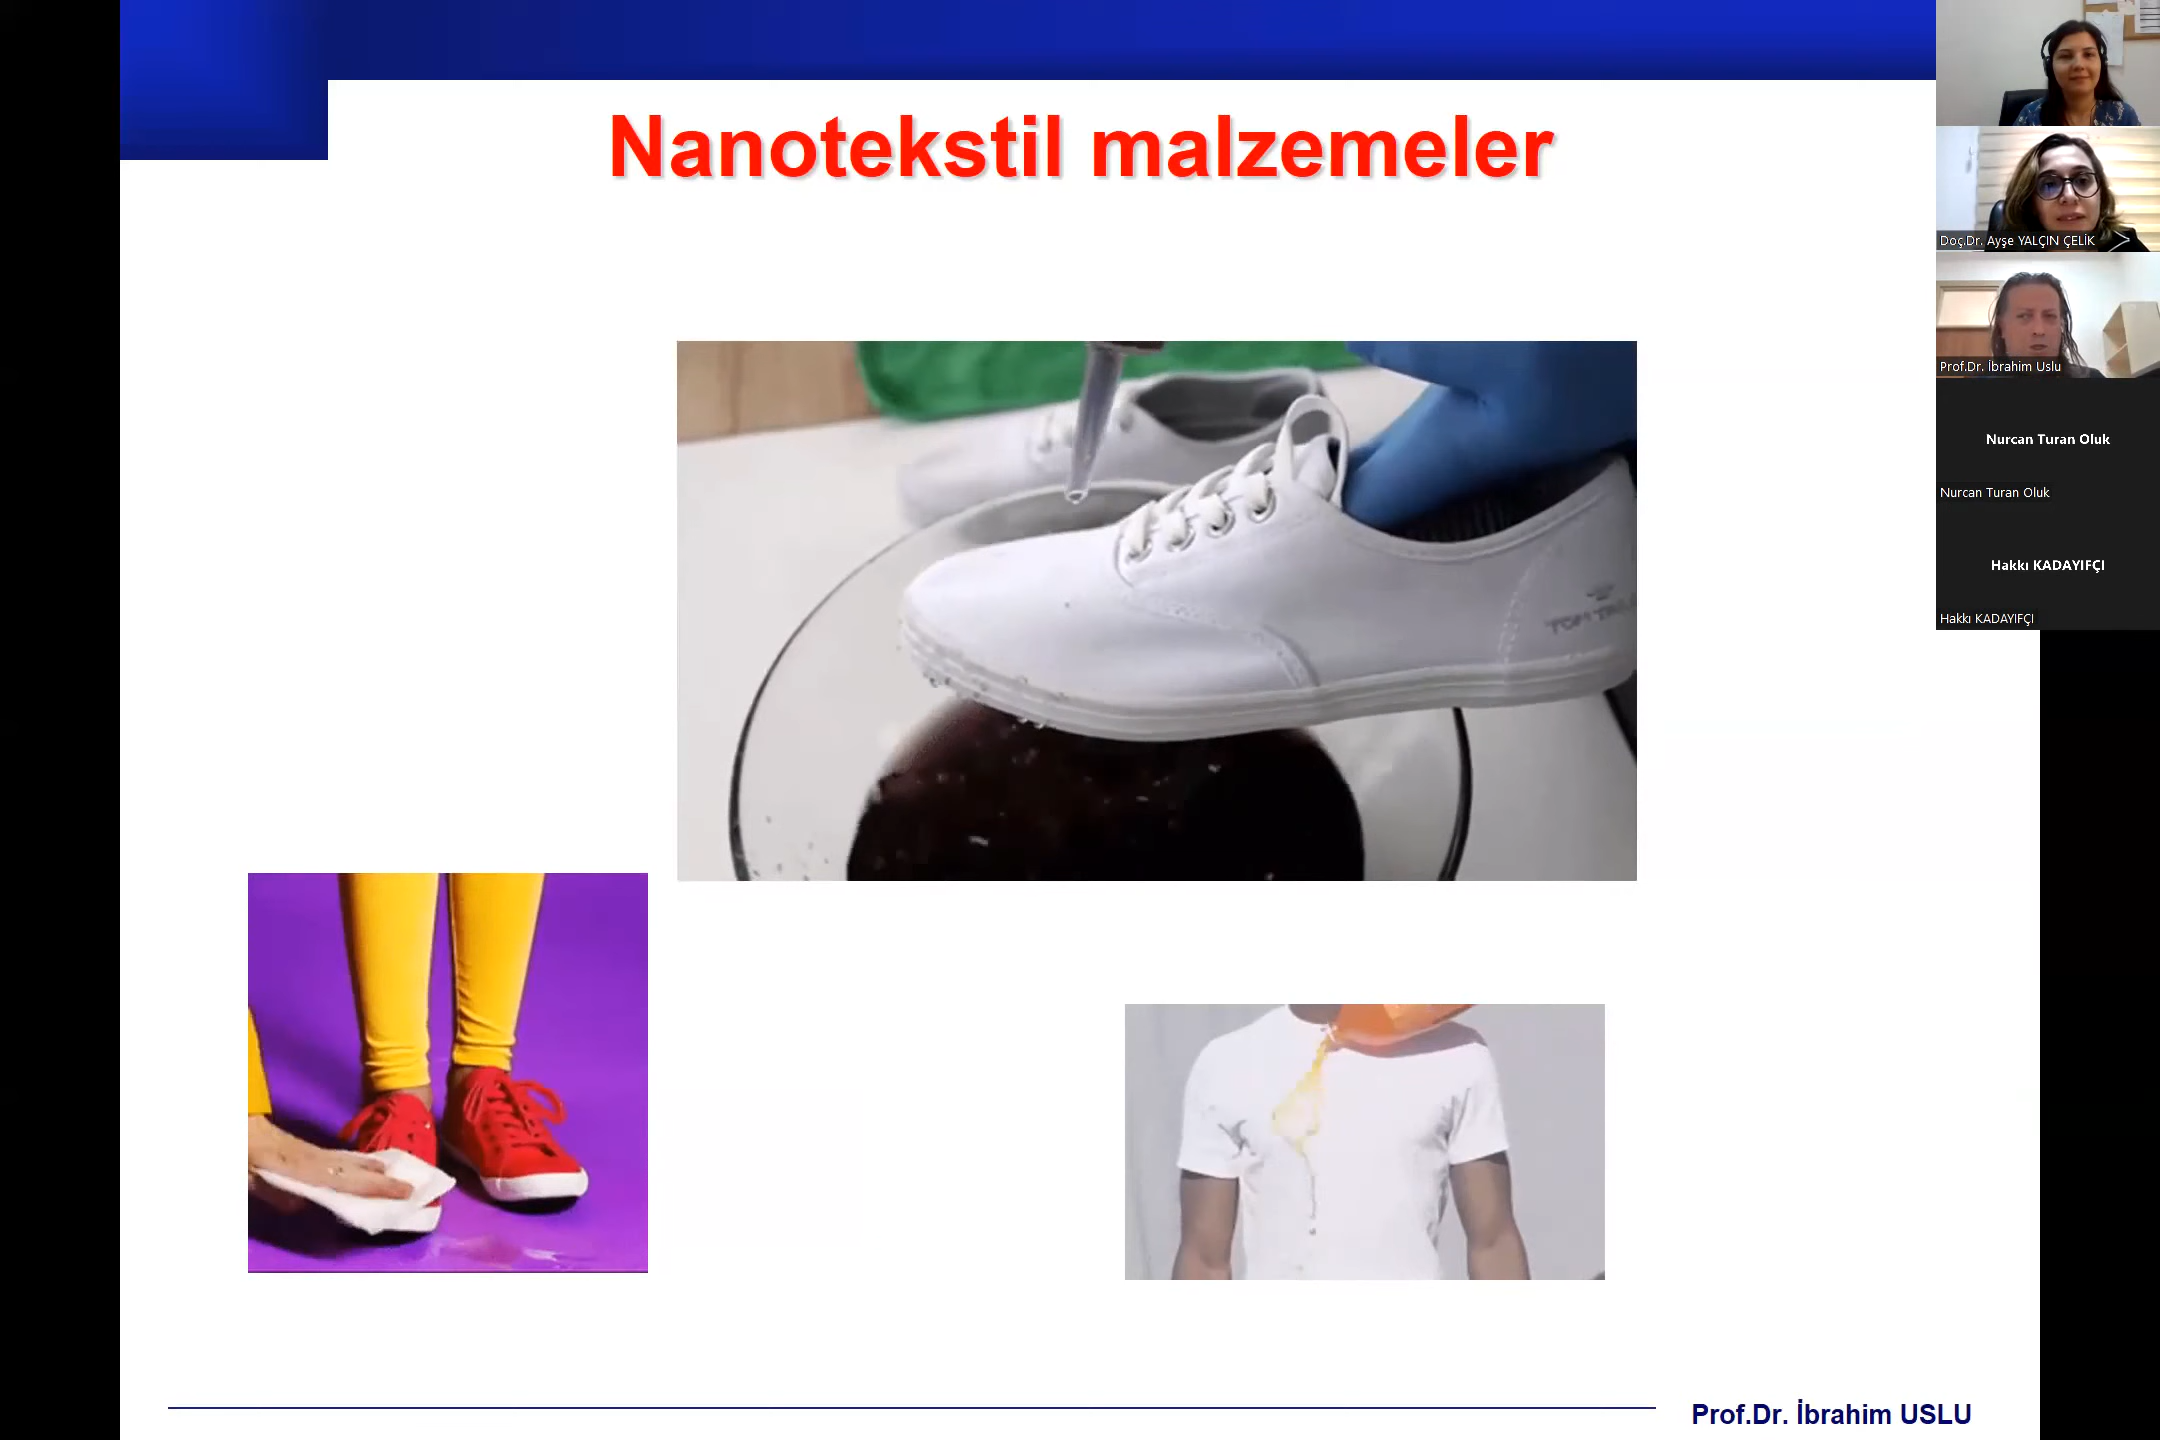 Nanotekstil malzemeler
Doç.Dr. Ayşe YALÇIN ÇELİK
Prof.Dr. İbrahim Uslu
Nurcan Turan Oluk
Nurcan Turan Oluk
Hakkı KADAYIFÇI
Hakkı KADAYIFÇI
Prof.Dr. İbrahim USLU